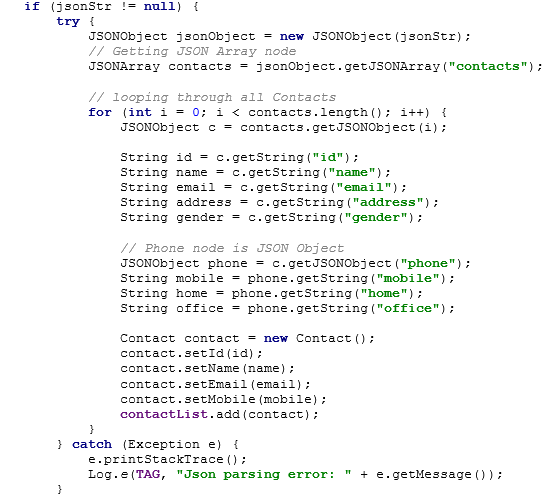 if (jsonStr != null) {
try {
JSONObject jsonObject = new JSONObject(jsonStr);
// Getting JSON Array node
JSONArray contacts = jsonObject.getJSONArray("contacts");
// looping through all Contacts
for (int i = 0; i < contacts.length(); i++) {
JSONObject c = contacts.getJSONObject(i);
String id = c.getString("id");
String name = c.getString("name");
String email = c.getString("email");
String address = c.getString("address");
String gender = c.getString("gender");
// Phone node is JSON Object
JSONObject phone = c.getJSONObject("phone");
String mobile = phone.getString("mobile");
String home = phone.getString("home");
String office = phone.getString("office");
Contact contact = new Contact();
contact.setId(id);
contact.setName(name);
contact.setEmail(email);
contact.setMobile(mobile);
contactList.add(contact);
}
} catch (Exception e) {
e.printStackTrace();
Log.e(TAG, "Json parsing error: " + e.getMessage());
}